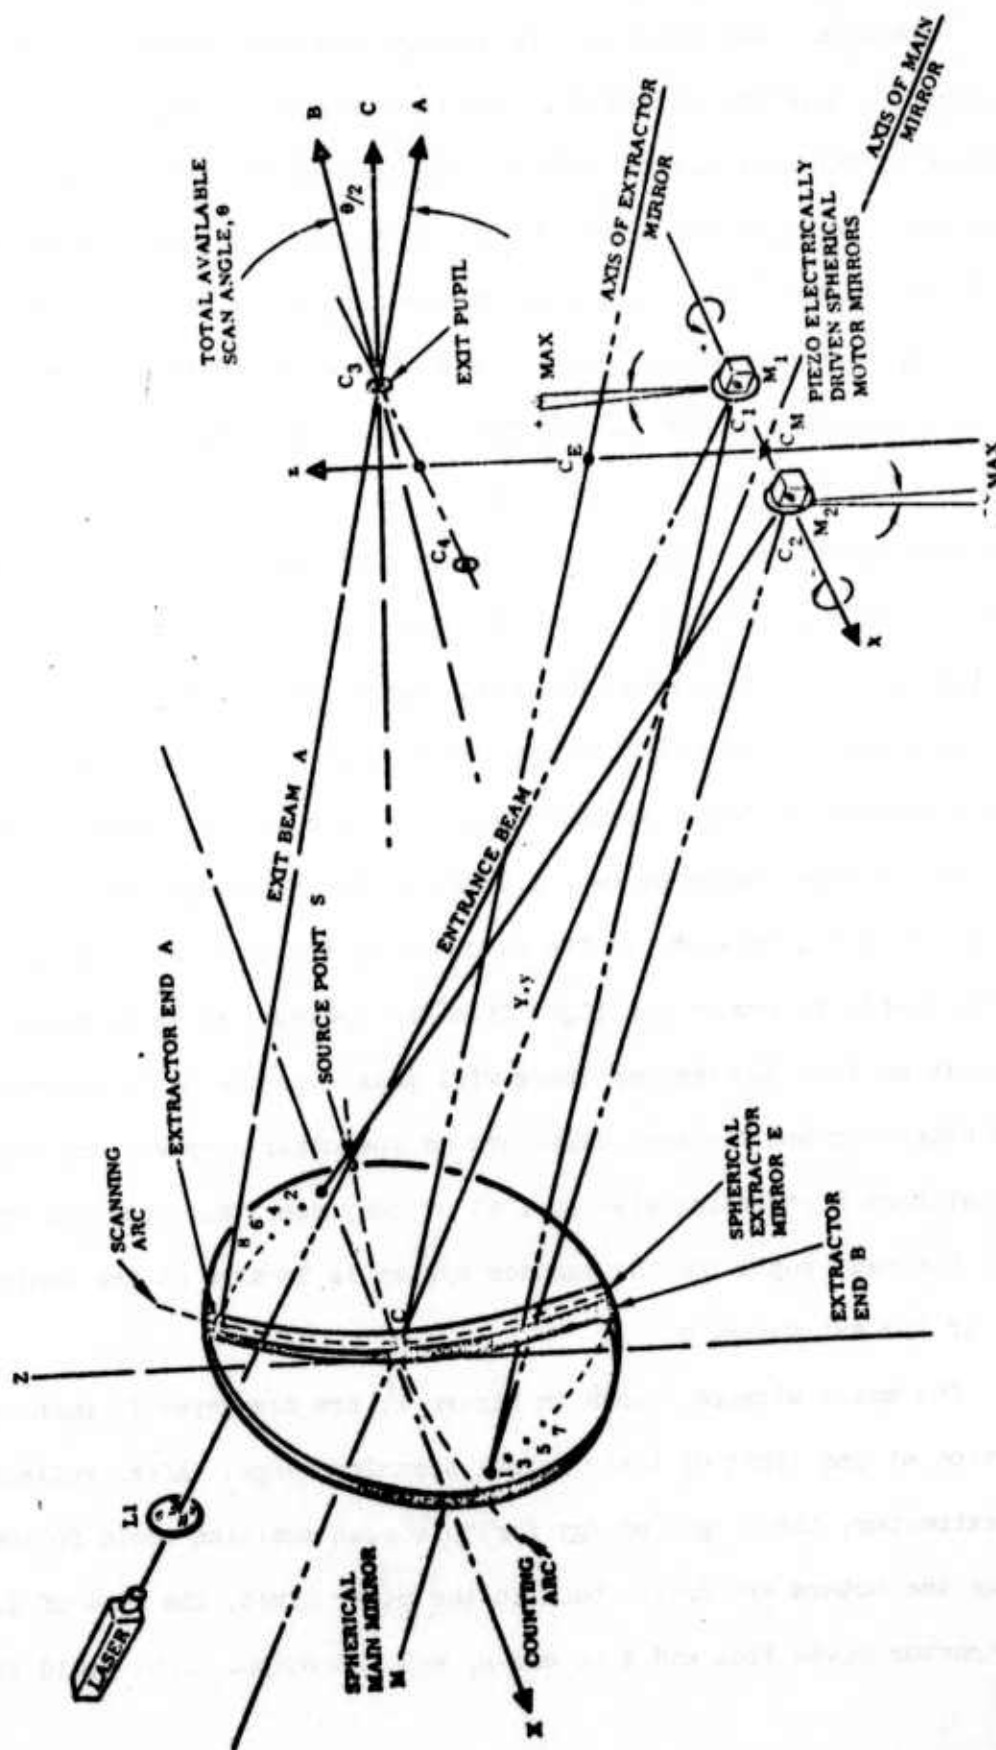 TOTAL AVAILABLE
SCAN ANGLE, θ
B
C
A
θ/2
C3
EXIT PUPIL
z
C4
AXIS OF EXTRACTOR
MIRROR
AXIS OF MAIN
MIRROR
MAX
CE
C1
M1
CM
PIEZO ELECTRICALLY
DRIVEN SPHERICAL
MOTOR MIRRORS
C2
M2
MAX
X
EXIT BEAM A
ENTRANCE BEAM
Y,y
SOURCE POINT S
EXTRACTOR END A
SCANNING
ARC
8
6
4
2
C
Z
L1
LASER
SPHERICAL
MAIN MIRROR
M
1
3
5
7
COUNTING
ARC
X
SPHERICAL
EXTRACTOR
MIRROR E
EXTRACTOR
END B